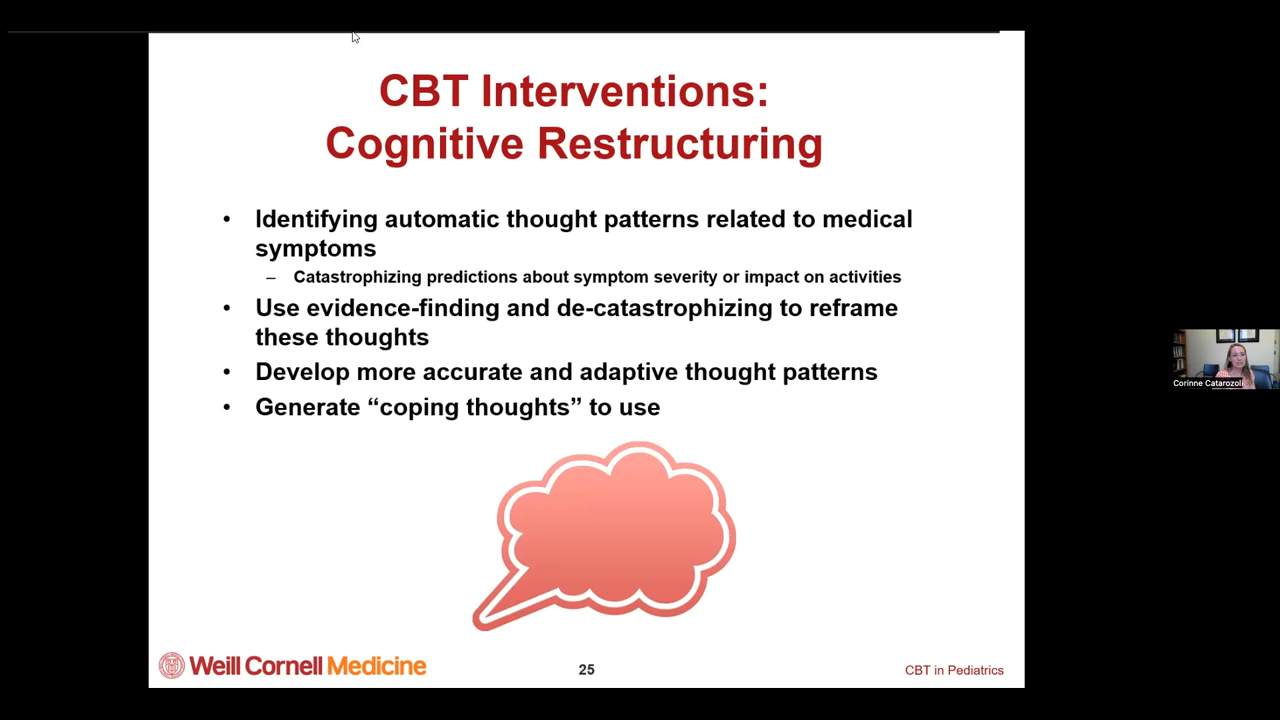 CBT Interventions:
Cognitive Restructuring
• Identifying automatic thought patterns related to medical
symptoms
– Catastrophizing predictions about symptom severity or impact on activities
• Use evidence-finding and de-catastrophizing to reframe
these thoughts
• Develop more accurate and adaptive thought patterns
• Generate “coping thoughts” to use
Corinne Catarozoli
Weill Cornell Medicine
25
CBT in Pediatrics